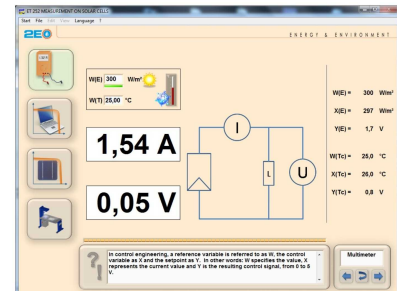 ET 252 MEASUREMENT ON SOLAR CELLS
Start File Edit View Language ?
2E
ENERGY & ENVIRONMENT
W(E) 300 W/m²
W(T) 25,00 °C
1,54 A
0,05 V
I
L
U
W(E) = 300 W/m²
X(E) = 297 W/m²
Y(E) = 1,7 V
W(Tc) = 25,0 °C
X(Tc) = 26,0 °C
Y(Tc) = 0,8 V
In control engineering, a reference variable is referred to as W, the control
variable as X and the setpoint as Y. In other words: W specifies the value, X
represents the current value and Y is the resulting control signal, from 0 to 5
V.
Multimeter